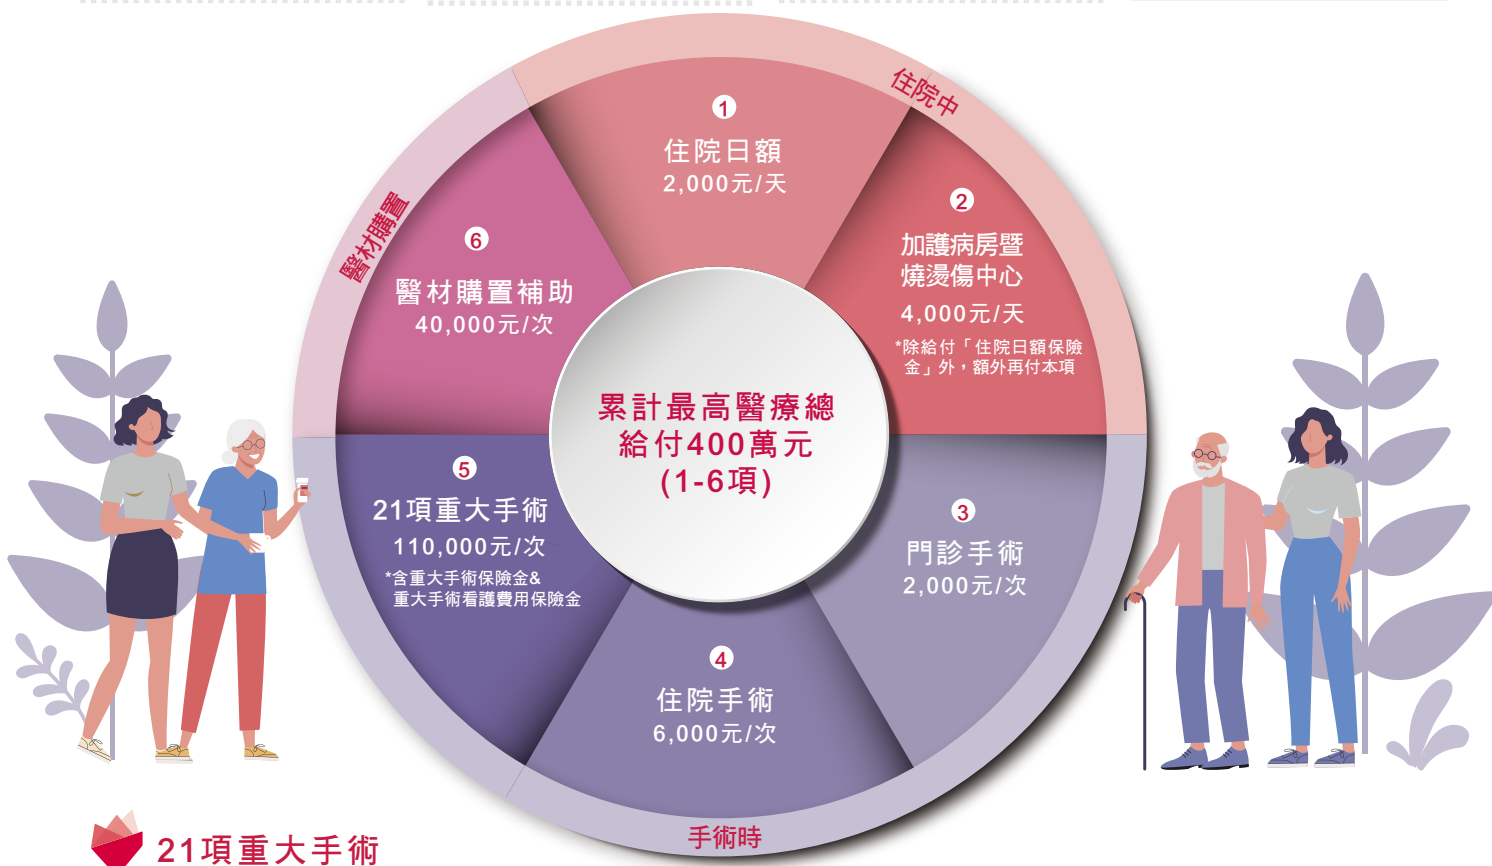 住院中
1
住院日額
2,000元/天
2
加護病房暨
燒燙傷中心
4,000元/天
*除給付「住院日額保險
金」外，額外再付本項
醫材購置
6
醫材購置補助
40,000元/次
累計最高醫療總
給付400萬元
(1-6項)
5
21項重大手術
110,000元/次
*含重大手術保險金&
重大手術看護費用保險金
3
門診手術
2,000元/次
4
住院手術
6,000元/次
手術時
21項重大手術